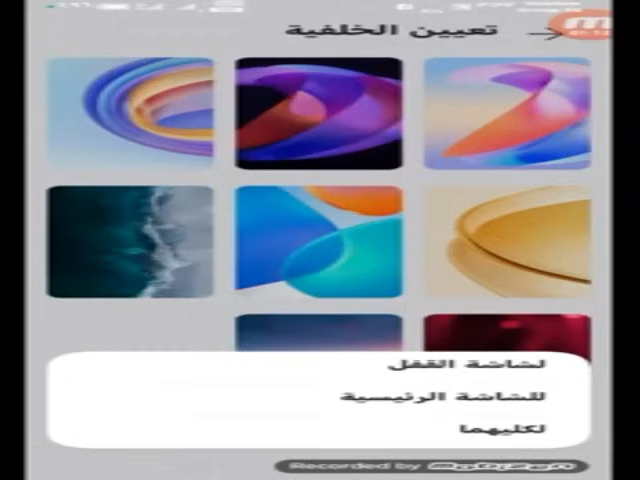 تعيين الخلفية
لشاشة القفل
للشاشة الرئيسية
لكليهما
Recorded by